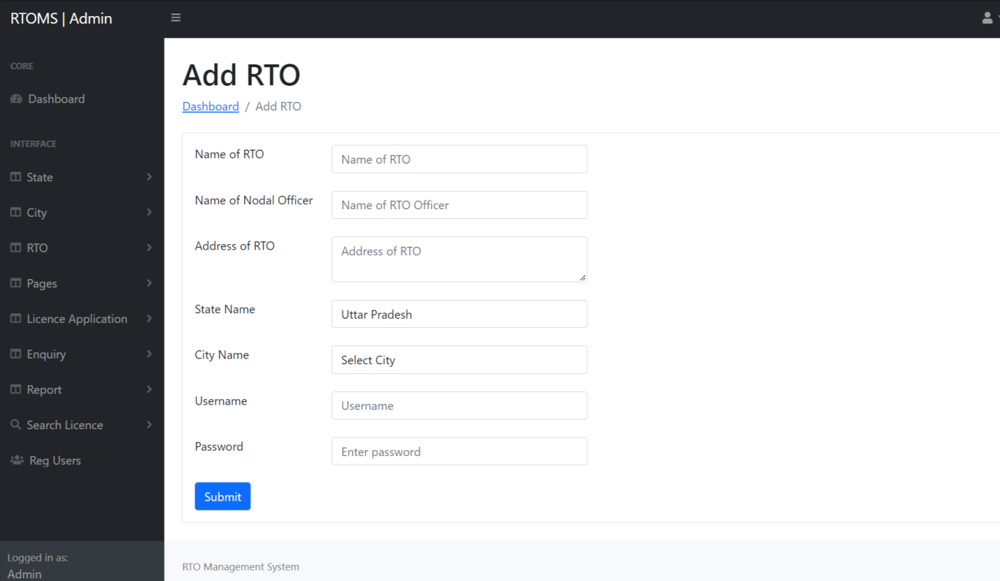 RTOMS | Admin
CORE
Dashboard
INTERFACE
State
City
RTO
Pages
Licence Application
Enquiry
Report
Search Licence
Reg Users
Logged in as:
Admin
Add RTO
Dashboard / Add RTO
Name of RTO
Name of RTO
Name of Nodal Officer
Name of RTO Officer
Address of RTO
Address of RTO
State Name
Uttar Pradesh
City Name
Select City
Username
Username
Password
Enter password
Submit
RTO Management System